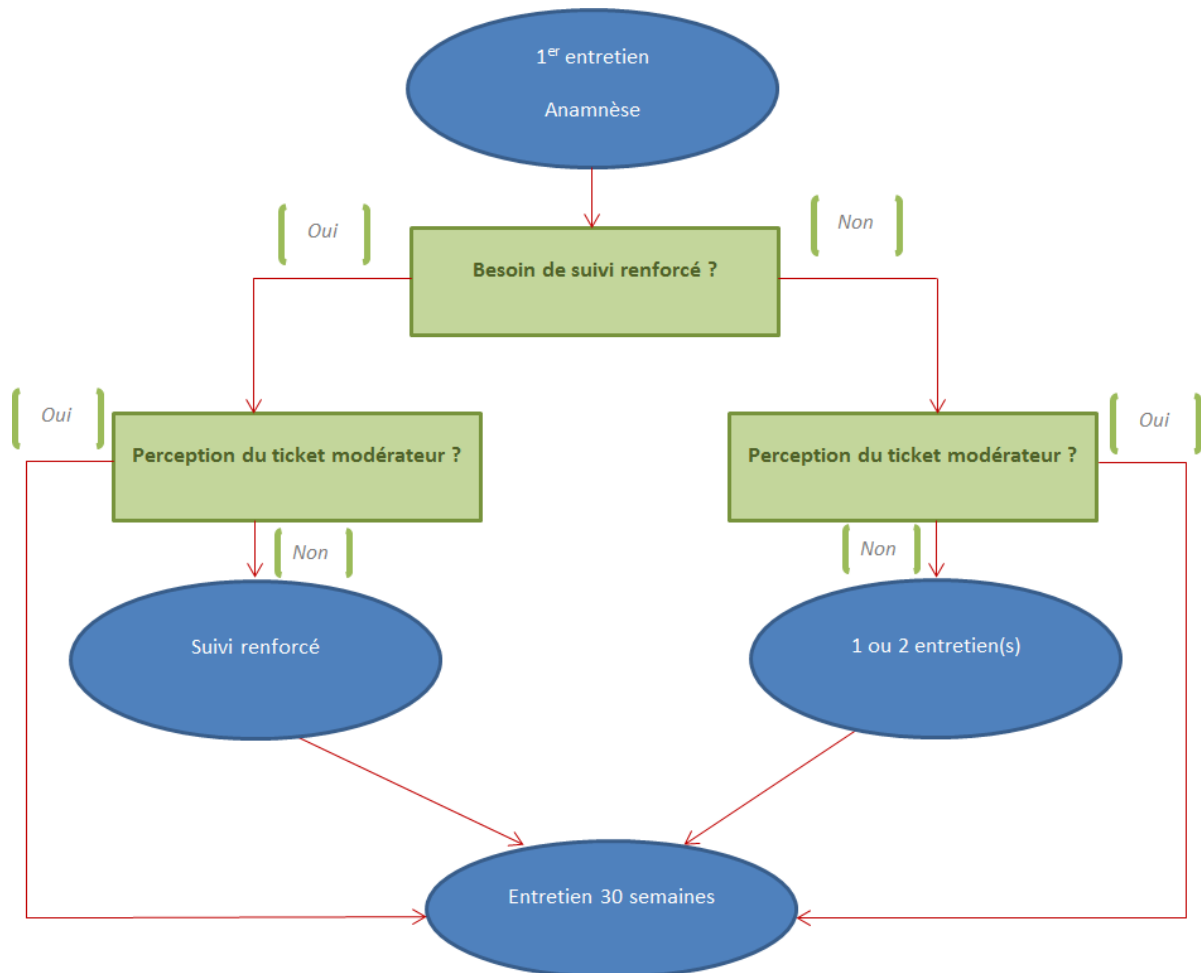 1er entretien
Anamnèse
Oui
Non
Besoin de suivi renforcé ?
Oui
Oui
Perception du ticket modérateur ?
Perception du ticket modérateur ?
Non
Non
Suivi renforcé
1 ou 2 entretien(s)
Entretien 30 semaines